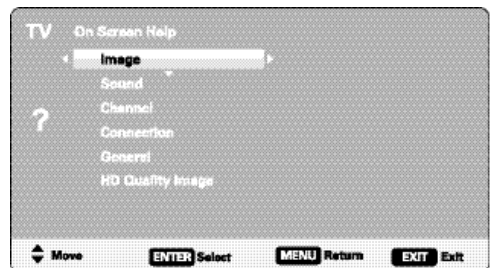 TV On Screen Help
Image
Sound
Channel
? Connection
General
HD Quality Image
Move ENTER Select MENU Return EXIT Exit